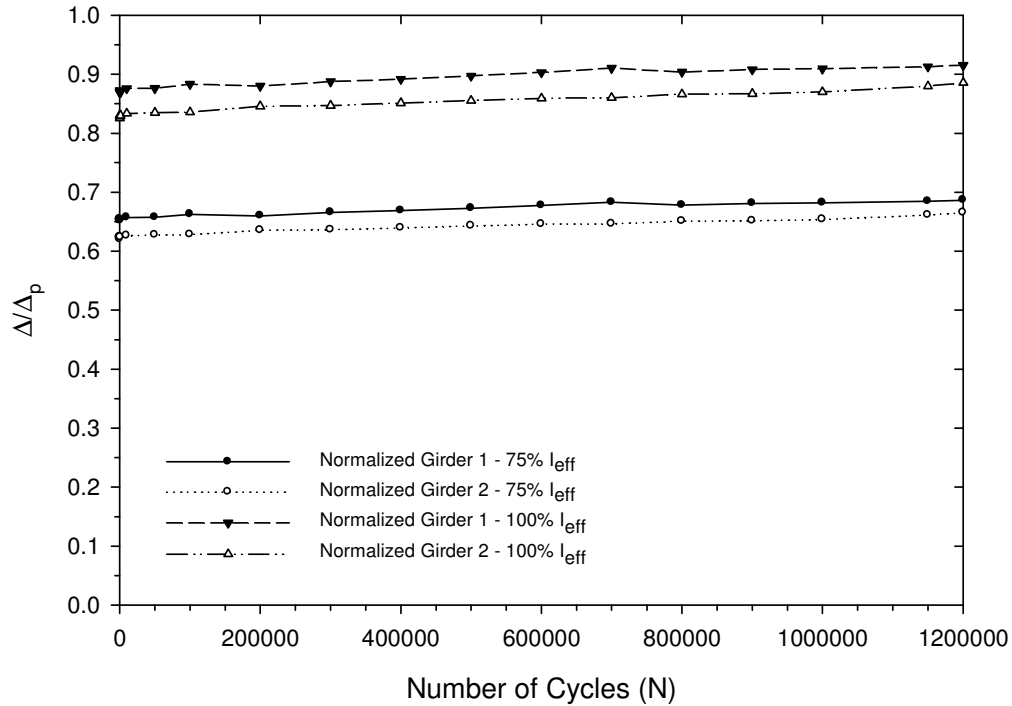 1.0
0.9
0.8
0.7
0.6
0.5
0.4
0.3
0.2
0.1
0.0
Δ/Δp
Normalized Girder 1 - 75% Ieff
Normalized Girder 2 - 75% Ieff
Normalized Girder 1 - 100% Ieff
Normalized Girder 2 - 100% Ieff
0 200000 400000 600000 800000 1000000 1200000
Number of Cycles (N)